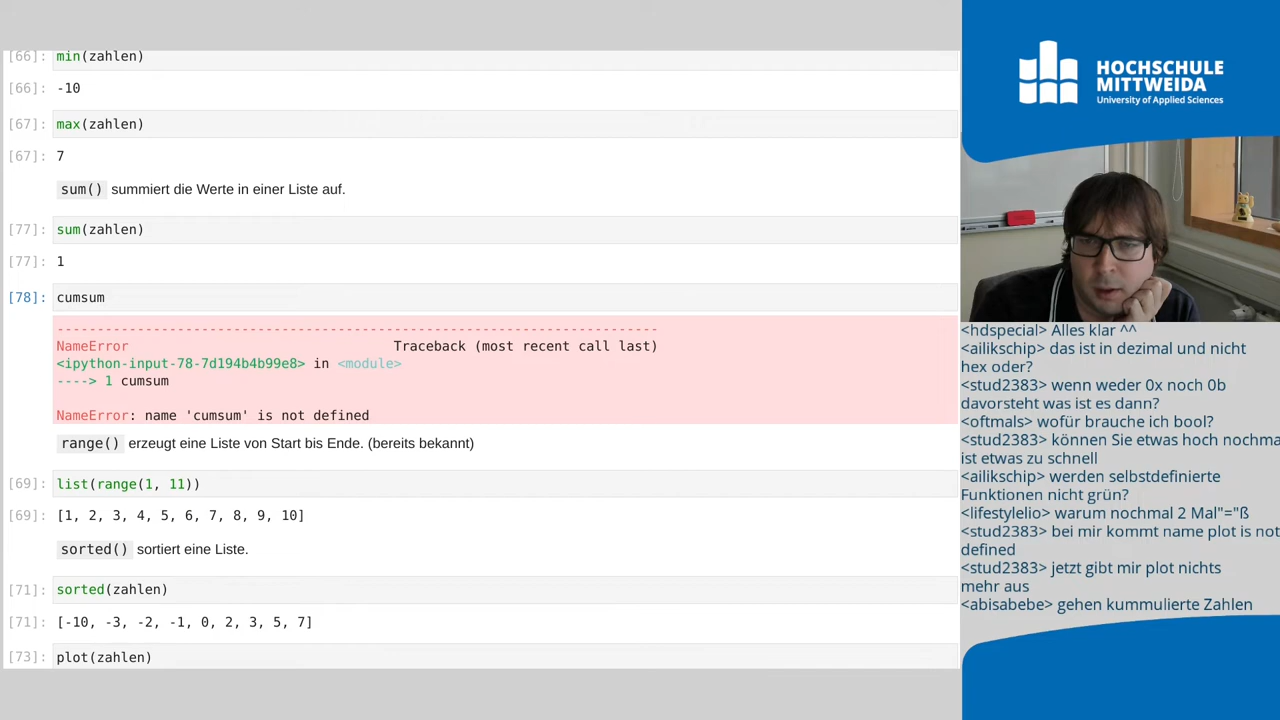 [66]: min(zahlen)
[66]: -10
[67]: max(zahlen)
[67]: 7
sum() summiert die Werte in einer Liste auf.
[77]: sum(zahlen)
[77]: 1
[78]: cumsum
---------------------------------------------------------------------------
NameError Traceback (most recent call last)
<ipython-input-78-7d194b4b99e8> in <module>
----> 1 cumsum
NameError: name 'cumsum' is not defined
range() erzeugt eine Liste von Start bis Ende. (bereits bekannt)
[69]: list(range(1, 11))
[69]: [1, 2, 3, 4, 5, 6, 7, 8, 9, 10]
sorted() sortiert eine Liste.
[71]: sorted(zahlen)
[71]: [-10, -3, -2, -1, 0, 2, 3, 5, 7]
[73]: plot(zahlen)
HOCHSCHULE
MITTWEIDA
University of Applied Sciences
<hdspecial> Alles klar ^^
<ailikschip> das ist in dezimal und nicht
hex oder?
<stud2383> wenn weder 0x noch 0b
davorsteht was ist es dann?
<oftmals> wofür brauche ich bool?
<stud2383> können Sie etwas hoch nochma
ist etwas zu schnell
<ailikschip> werden selbstdefinierte
Funktionen nicht grün?
<lifestylelio> warum nochmal 2 Mal"="ß
<stud2383> bei mir kommt name plot is not
defined
<stud2383> jetzt gibt mir plot nichts
mehr aus
<abisabebe> gehen kummulierte Zahlen